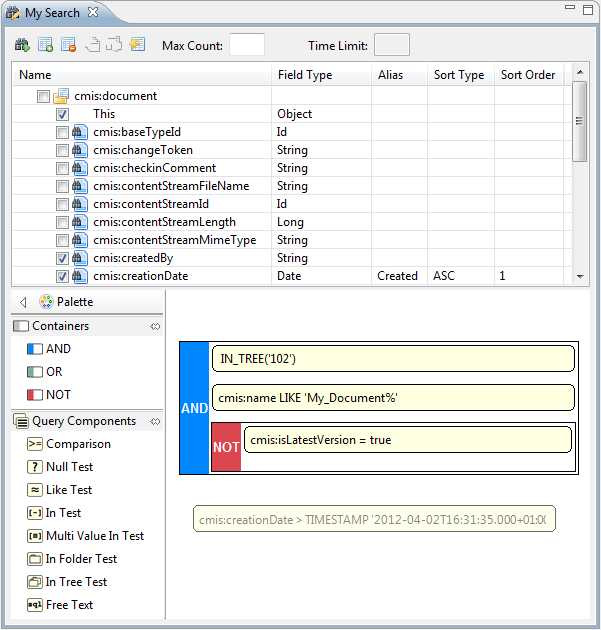 My Search
Max Count: Time Limit:
Name Field Type Alias Sort Type Sort Order
cmis:document
This Object
cmis:baseTypeId Id
cmis:changeToken String
cmis:checkinComment String
cmis:contentStreamFileName String
cmis:contentStreamId Id
cmis:contentStreamLength Long
cmis:contentStreamMimeType String
cmis:createdBy String
cmis:creationDate Date Created ASC 1
Palette
Containers
AND
OR
NOT
Query Components
>= Comparison
? Null Test
≈ Like Test
[-] In Test
[▪] Multi Value In Test
In Folder Test
In Tree Test
sql Free Text
AND
IN_TREE('102')
cmis:name LIKE 'My_Document%'
NOT
cmis:isLatestVersion = true
cmis:creationDate > TIMESTAMP '2012-04-02T16:31:35.000+01:00